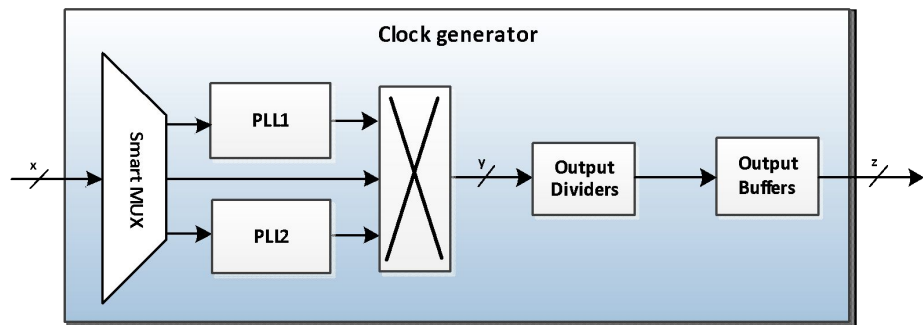 Clock generator
x
Smart MUX
PLL1
PLL2
y
Output
Dividers
Output
Buffers
z